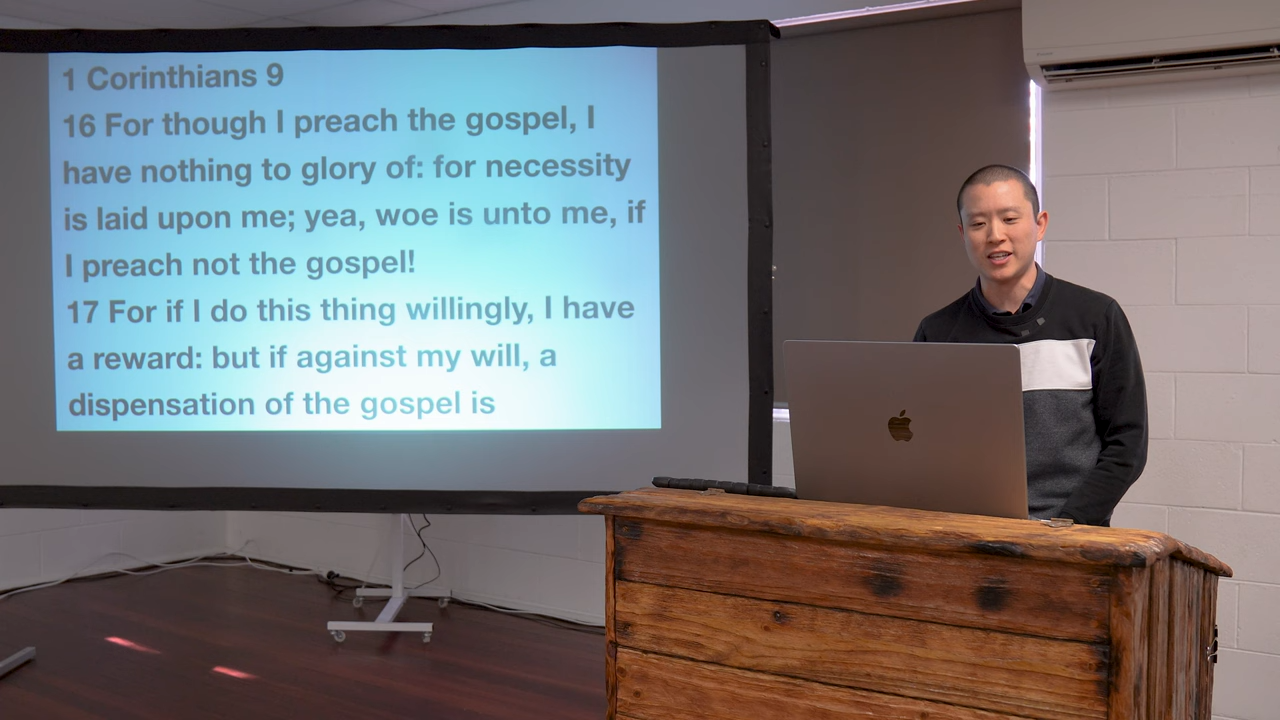 1 Corinthians 9
16 For though I preach the gospel, I
have nothing to glory of: for necessity
is laid upon me; yea, woe is unto me, if
I preach not the gospel!
17 For if I do this thing willingly, I have
a reward: but if against my will, a
dispensation of the gospel is